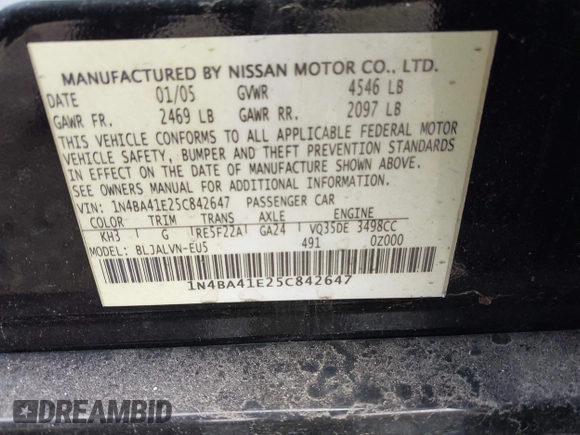 MANUFACTURED BY NISSAN MOTOR CO., LTD.
DATE 01/05 GVWR 4546 LB
GAWR FR. 2469 LB GAWR RR. 2097 LB
THIS VEHICLE CONFORMS TO ALL APPLICABLE FEDERAL MOTOR
VEHICLE SAFETY, BUMPER AND THEFT PREVENTION STANDARDS
IN EFFECT ON THE DATE OF MANUFACTURE SHOWN ABOVE.
SEE OWNERS MANUAL FOR ADDITIONAL INFORMATION.
VIN: 1N4BA41E25C842647 PASSENGER CAR
COLOR TRIM TRANS AXLE ENGINE
KH3 G RE5F22A GA24 VQ35DE 3498CC
MODEL: BLJALVN-EU5 491 0Z000
1N4BA41E25C842647
DREAMBID